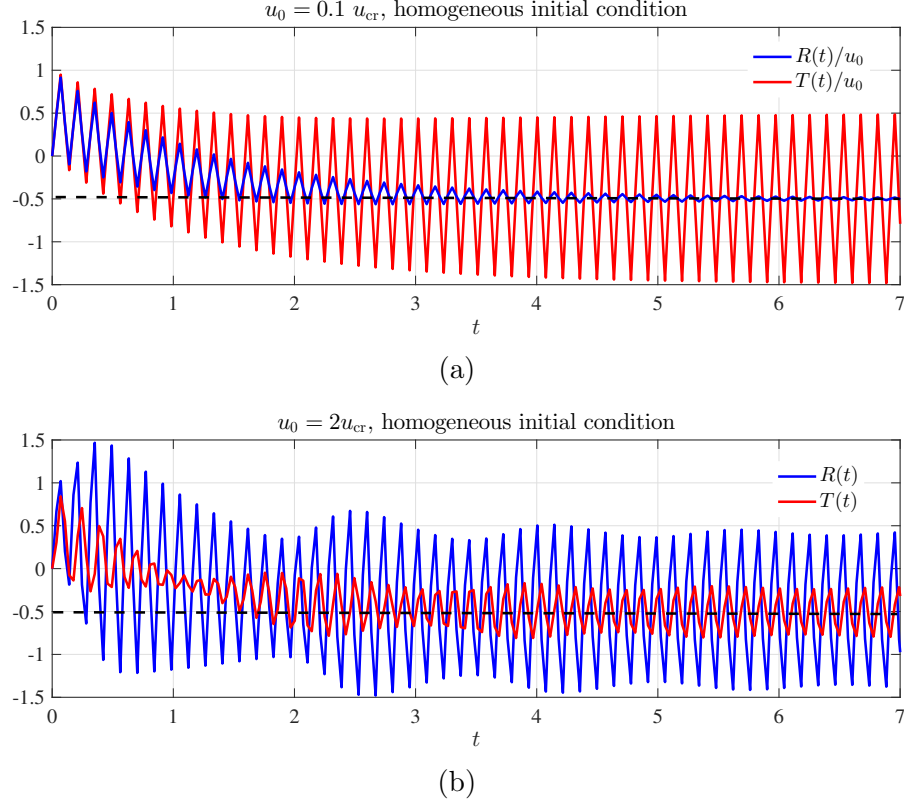 u₀ = 0.1 u_cr, homogeneous initial condition
1.5
1
0.5
0
-0.5
-1
-1.5
R(t)/u₀
T(t)/u₀
0 1 2 3 4 5 6 7
t
(a)
u₀ = 2u_cr, homogeneous initial condition
1.5
1
0.5
0
-0.5
-1
-1.5
R(t)
T(t)
0 1 2 3 4 5 6 7
t
(b)